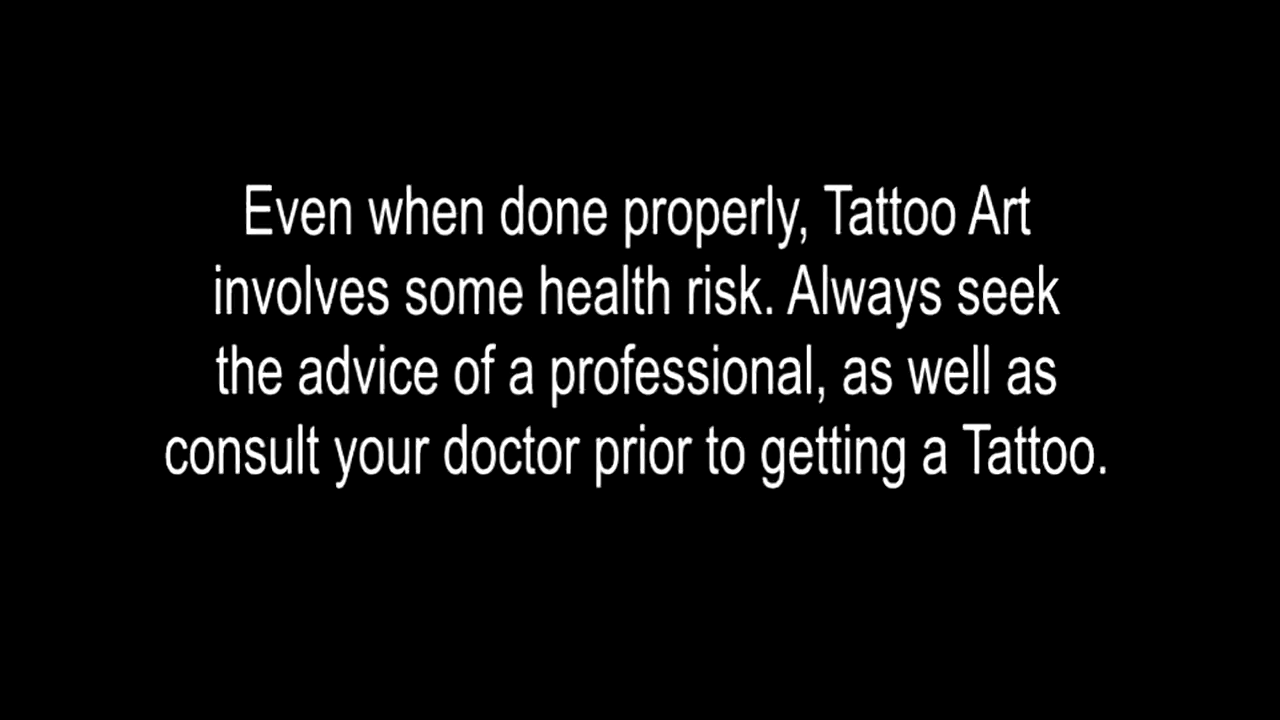 Even when done properly, Tattoo Art
involves some health risk. Always seek
the advice of a professional, as well as
consult your doctor prior to getting a Tattoo.